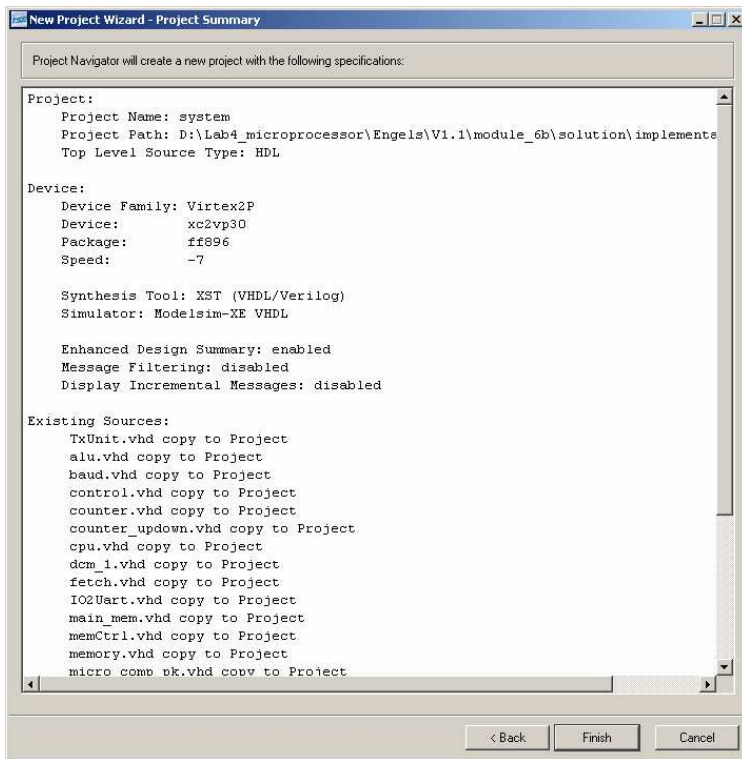 New Project Wizard - Project Summary
Project Navigator will create a new project with the following specifications:
Project:
Project Name: system
Project Path: D:\Lab4_microprocessor\Engels\V1.1\module_6b\solution\implementa
Top Level Source Type: HDL
Device:
Device Family: Virtex2P
Device: xc2vp30
Package: ff896
Speed: -7
Synthesis Tool: XST (VHDL/Verilog)
Simulator: Modelsim-XE VHDL
Enhanced Design Summary: enabled
Message Filtering: disabled
Display Incremental Messages: disabled
Existing Sources:
TxUnit.vhd copy to Project
alu.vhd copy to Project
baud.vhd copy to Project
control.vhd copy to Project
counter.vhd copy to Project
counter_updown.vhd copy to Project
cpu.vhd copy to Project
dcm_1.vhd copy to Project
fetch.vhd copy to Project
IO2Uart.vhd copy to Project
main_mem.vhd copy to Project
memCtrl.vhd copy to Project
memory.vhd copy to Project
micro_comp_pk.vhd copy to Project
< Back Finish Cancel